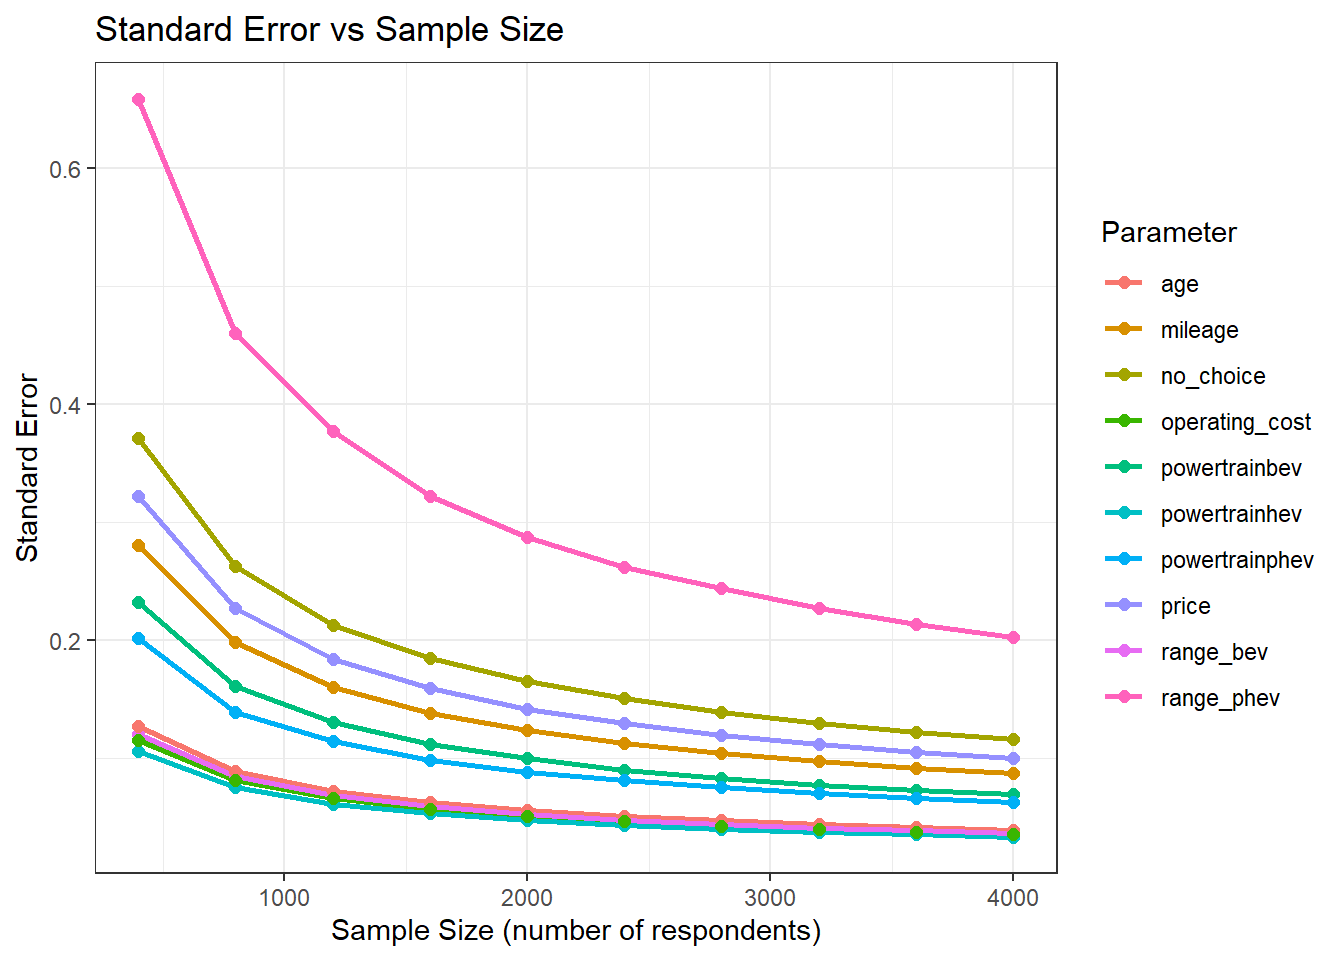 Standard Error vs Sample Size
Standard Error
0.6
0.4
0.2
1000 2000 3000 4000
Sample Size (number of respondents)
Parameter
age
mileage
no_choice
operating_cost
powertrainbev
powertrainhev
powertrainphev
price
range_bev
range_phev